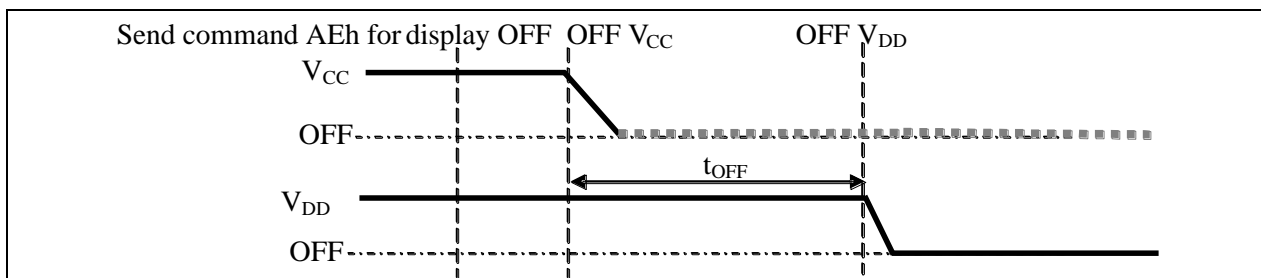 Send command AEh for display OFF OFF VCC OFF VDD
VCC
OFF
tOFF
VDD
OFF